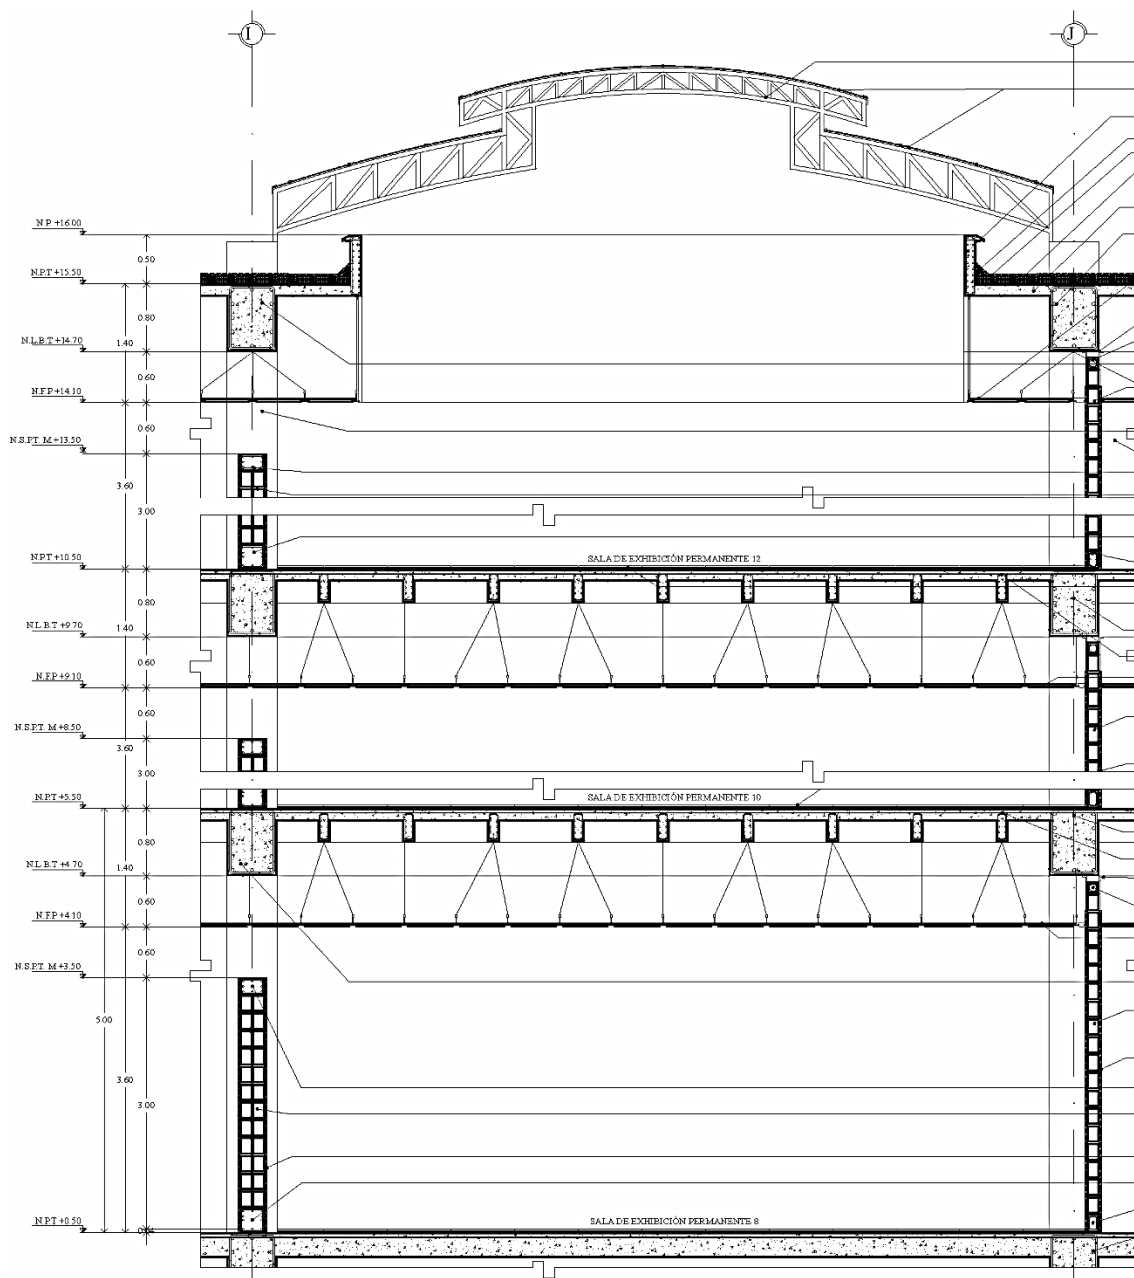 I J
N.P. +16.00
0.50
N.P.T +15.50
0.80
1.40
N.L.B.T +14.70
0.60
N.F.P +14.10
0.60
N.S.P.T. M +13.50
3.60
3.00
N.P.T +10.50
SALA DE EXHIBICIÓN PERMANENTE 12
0.80
1.40
N.L.B.T +9.70
0.60
N.F.P +9.10
0.60
N.S.P.T. M +8.50
3.60
3.00
N.P.T +5.50
SALA DE EXHIBICIÓN PERMANENTE 10
0.80
1.40
N.L.B.T +4.70
0.60
N.F.P +4.10
0.60
N.S.P.T. M +3.50
5.00
3.60
3.00
N.P.T +0.50
SALA DE EXHIBICIÓN PERMANENTE 8